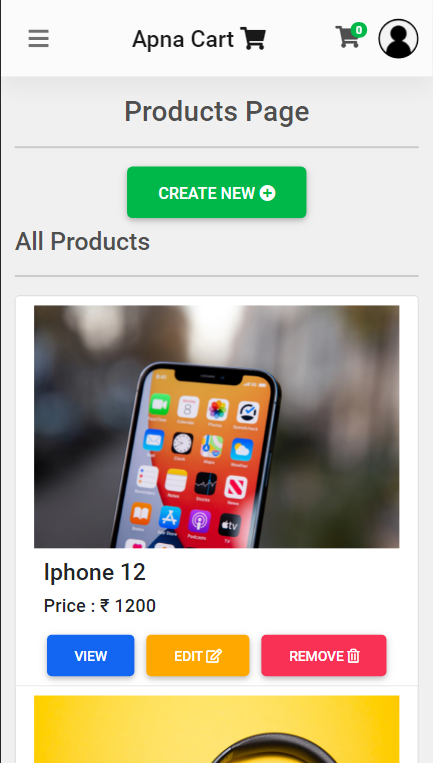 Apna Cart
0
Products Page
CREATE NEW
All Products
Iphone 12
Price : ₹ 1200
VIEW
EDIT
REMOVE